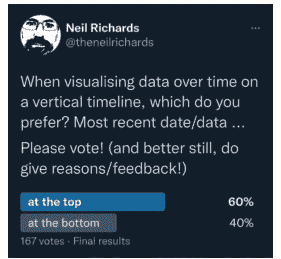 Neil Richards
@theneilrichards
When visualising data over time on
a vertical timeline, which do you
prefer? Most recent date/data ...
Please vote! (and better still, do
give reasons/feedback!)
at the top 60%
at the bottom 40%
167 votes · Final results